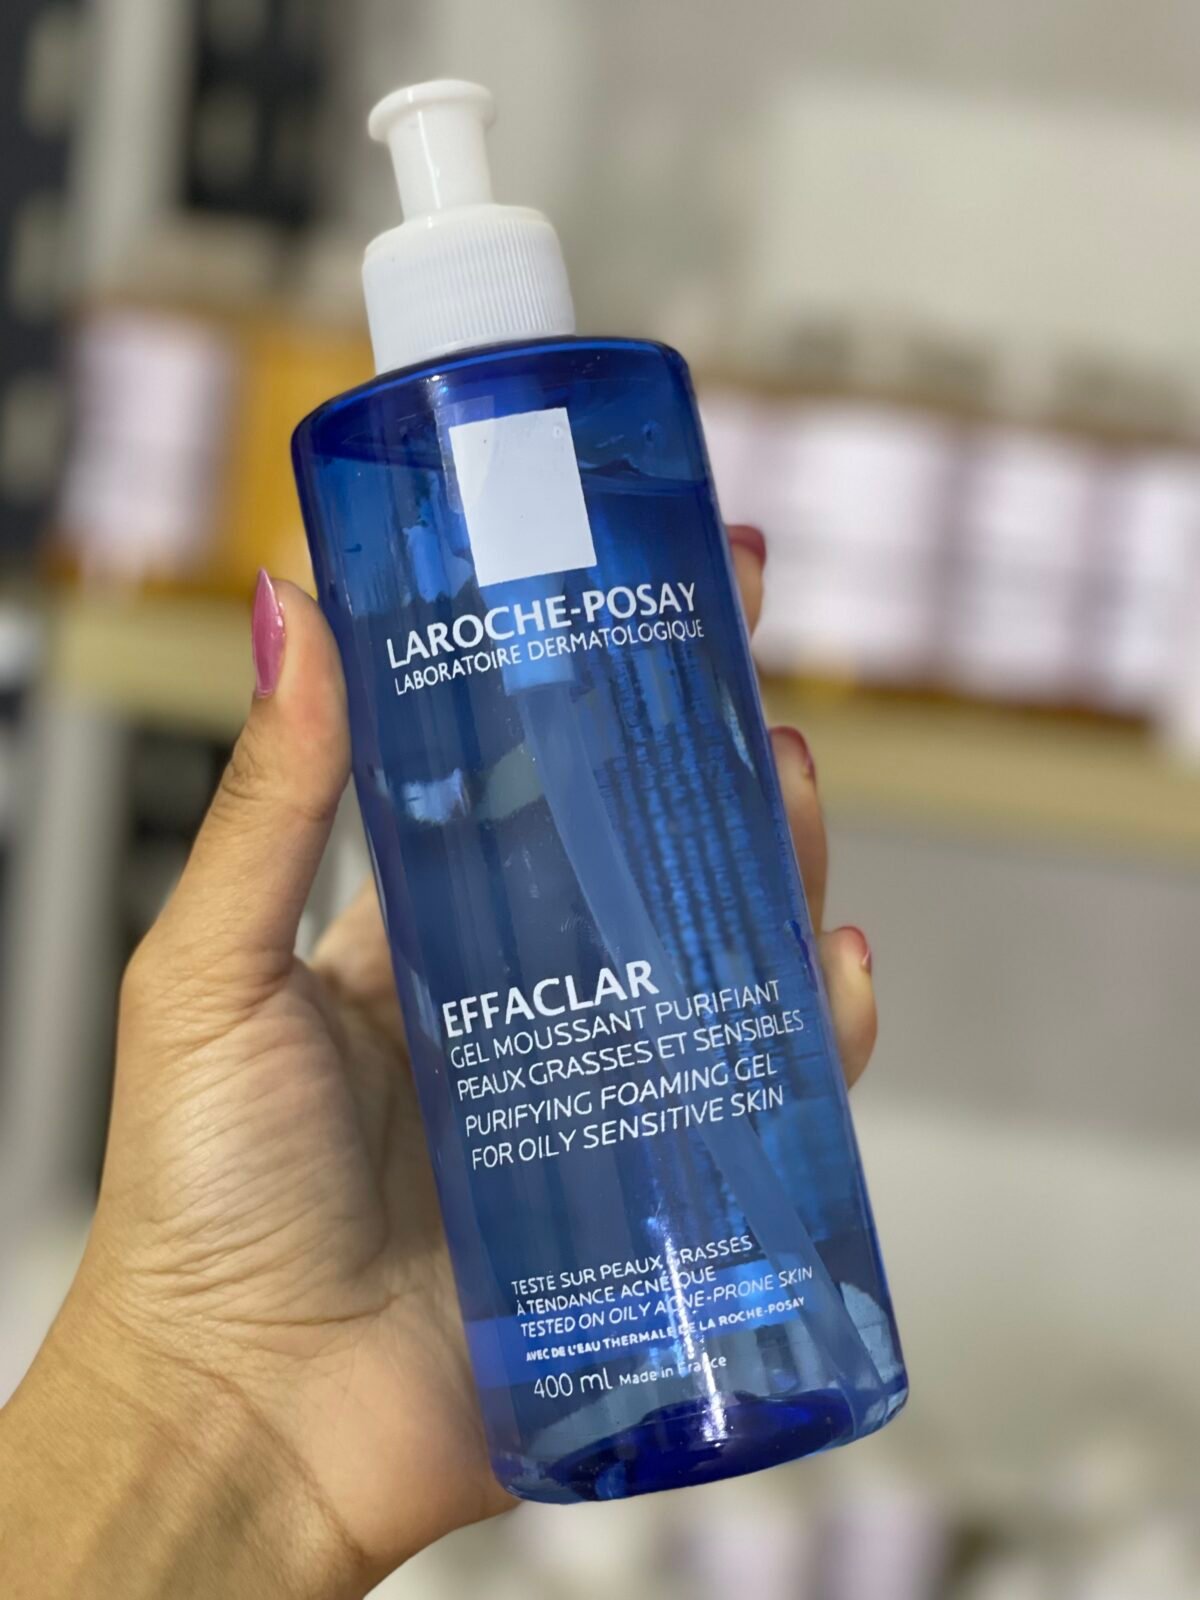 LAROCHE-POSAY
LABORATOIRE DERMATOLOGIQUE
EFFACLAR
GEL MOUSSANT PURIFIANT
PEAUX GRASSES ET SENSIBLES
PURIFYING FOAMING GEL
FOR OILY SENSITIVE SKIN
TESTÉ SUR PEAUX GRASSES
À TENDANCE ACNÉIQUE
TESTED ON OILY ACNE-PRONE SKIN
AVEC DE L'EAU THERMALE DE LA ROCHE-POSAY
400 ml Made in France